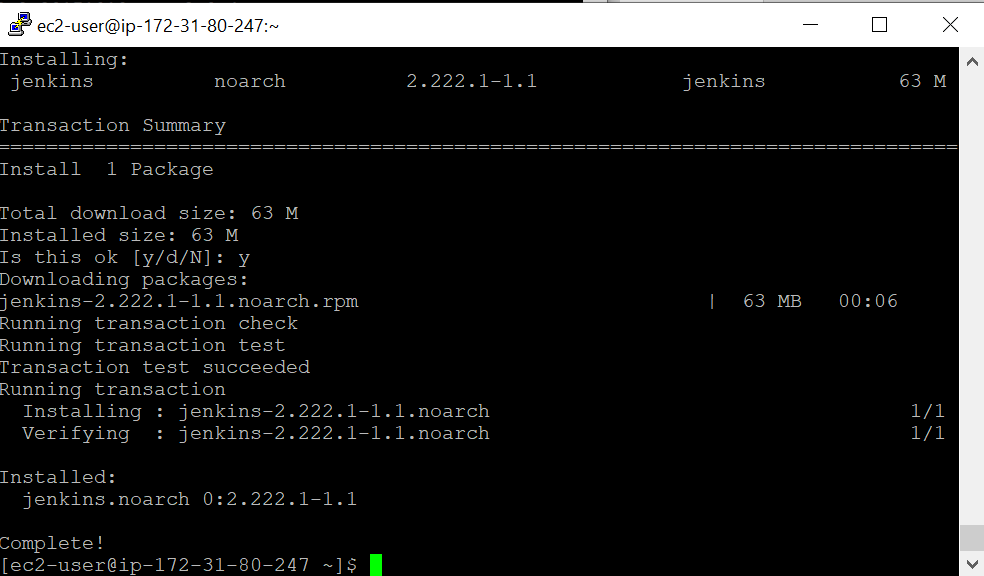 ec2-user@ip-172-31-80-247:~
Installing:
 jenkins          noarch          2.222.1-1.1            jenkins           63 M

Transaction Summary
================================================================================
Install  1 Package

Total download size: 63 M
Installed size: 63 M
Is this ok [y/d/N]: y
Downloading packages:
jenkins-2.222.1-1.1.noarch.rpm                             |  63 MB   00:06
Running transaction check
Running transaction test
Transaction test succeeded
Running transaction
  Installing : jenkins-2.222.1-1.1.noarch                                   1/1
  Verifying  : jenkins-2.222.1-1.1.noarch                                   1/1

Installed:
  jenkins.noarch 0:2.222.1-1.1

Complete!
[ec2-user@ip-172-31-80-247 ~]$